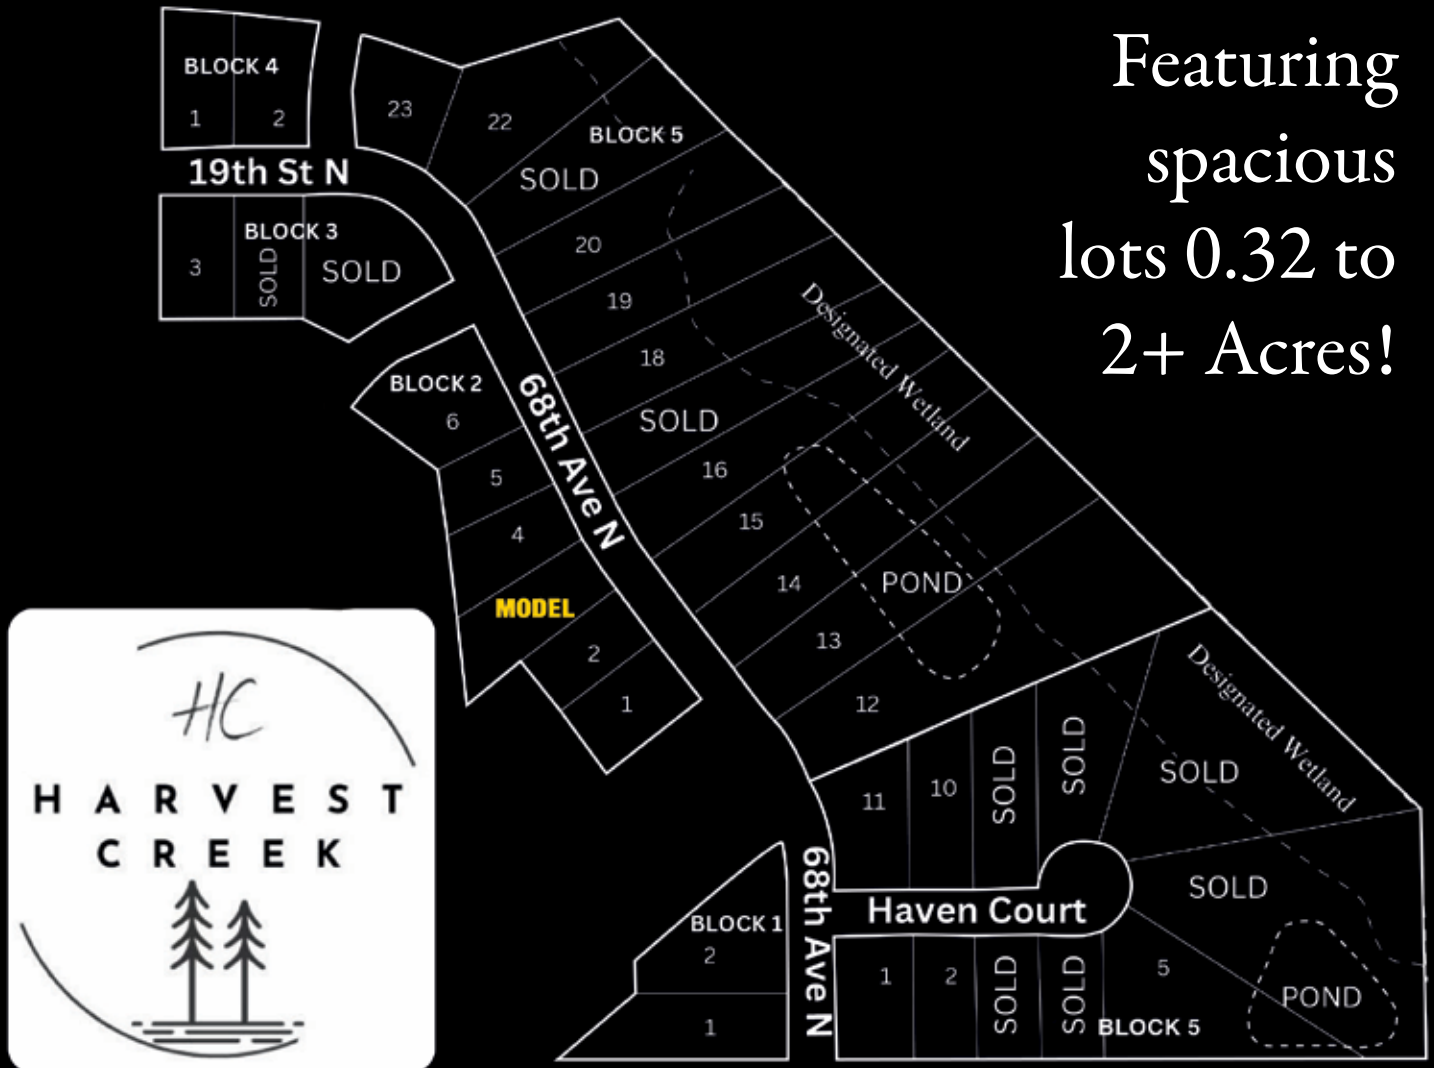 Featuring
spacious
lots 0.32 to
2+ Acres!
BLOCK 4
1
2
19th St N
BLOCK 3
3
SOLD
SOLD
23
22
BLOCK 5
SOLD
20
19
18
SOLD
16
15
14
13
12
Designated Wetland
POND
68th Ave N
BLOCK 2
6
5
4
MODEL
2
1
11
10
SOLD
SOLD
SOLD
Designated Wetland
SOLD
POND
Haven Court
68th Ave N
BLOCK 1
2
1
1
2
SOLD
SOLD
5
BLOCK 5
HC
HARVEST
CREEK